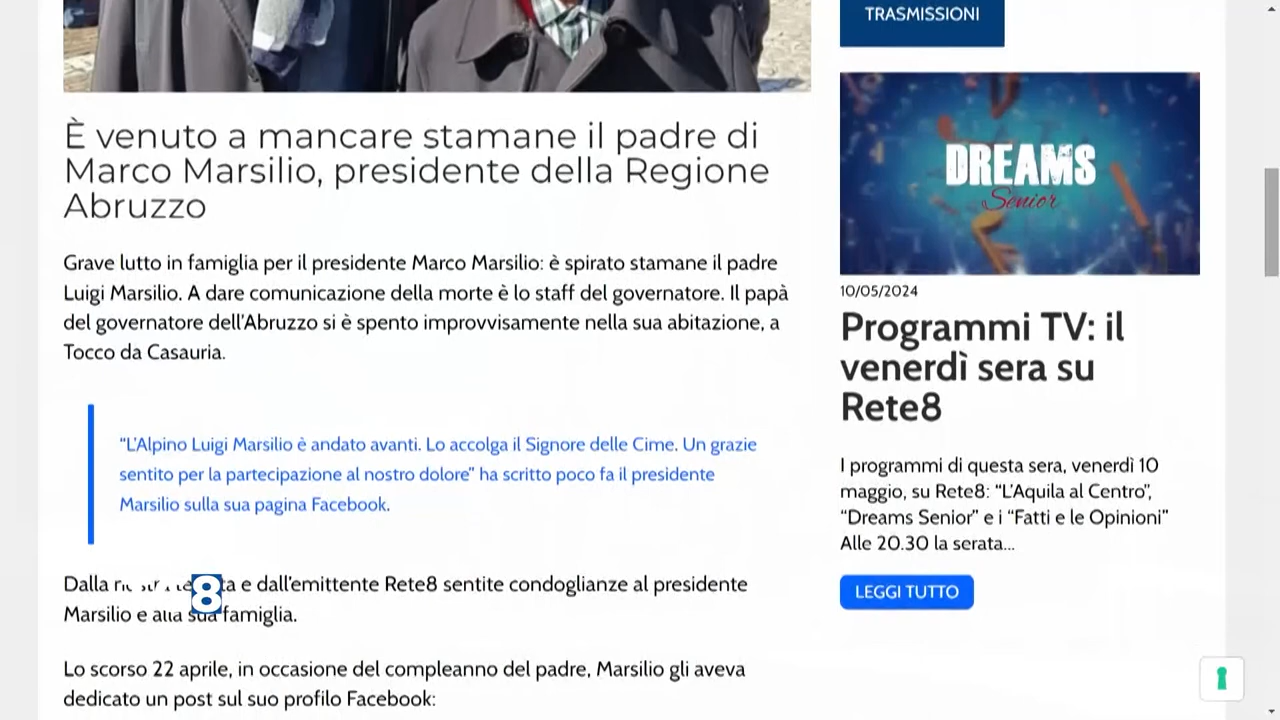 TRASMISSIONI
È venuto a mancare stamane il padre di
Marco Marsilio, presidente della Regione
Abruzzo
Grave lutto in famiglia per il presidente Marco Marsilio: è spirato stamane il padre
Luigi Marsilio. A dare comunicazione della morte è lo staff del governatore. Il papà
del governatore dell'Abruzzo si è spento improvvisamente nella sua abitazione, a
Tocco da Casauria.
“L’Alpino Luigi Marsilio è andato avanti. Lo accolga il Signore delle Cime. Un grazie
sentito per la partecipazione al nostro dolore” ha scritto poco fa il presidente
Marsilio sulla sua pagina Facebook.
Dalla e dall'emittente Rete8 sentite condoglianze al presidente
8
Marsilio e alla sua famiglia.
Lo scorso 22 aprile, in occasione del compleanno del padre, Marsilio gli aveva
dedicato un post sul suo profilo Facebook:
DREAMS
Senior
10/05/2024
Programmi TV: il
venerdì sera su
Rete8
I programmi di questa sera, venerdì 10
maggio, su Rete8: “L’Aquila al Centro”,
“Dreams Senior” e i “Fatti e le Opinioni”
Alle 20.30 la serata...
LEGGI TUTTO